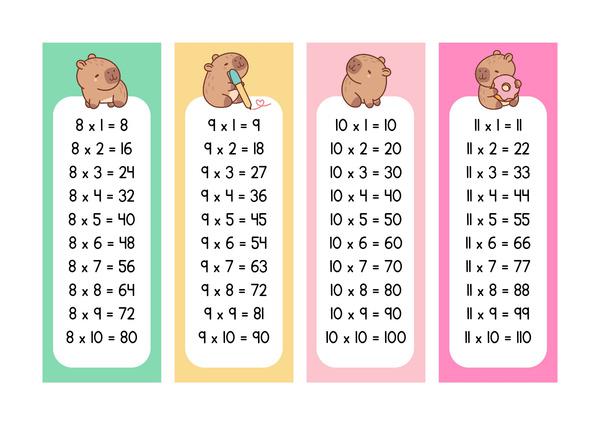 8 x 1 = 8
8 x 2 = 16
8 x 3 = 24
8 x 4 = 32
8 x 5 = 40
8 x 6 = 48
8 x 7 = 56
8 x 8 = 64
8 x 9 = 72
8 x 10 = 80
9 x 1 = 9
9 x 2 = 18
9 x 3 = 27
9 x 4 = 36
9 x 5 = 45
9 x 6 = 54
9 x 7 = 63
9 x 8 = 72
9 x 9 = 81
9 x 10 = 90
10 x 1 = 10
10 x 2 = 20
10 x 3 = 30
10 x 4 = 40
10 x 5 = 50
10 x 6 = 60
10 x 7 = 70
10 x 8 = 80
10 x 9 = 90
10 x 10 = 100
11 x 1 = 11
11 x 2 = 22
11 x 3 = 33
11 x 4 = 44
11 x 5 = 55
11 x 6 = 66
11 x 7 = 77
11 x 8 = 88
11 x 9 = 99
11 x 10 = 110